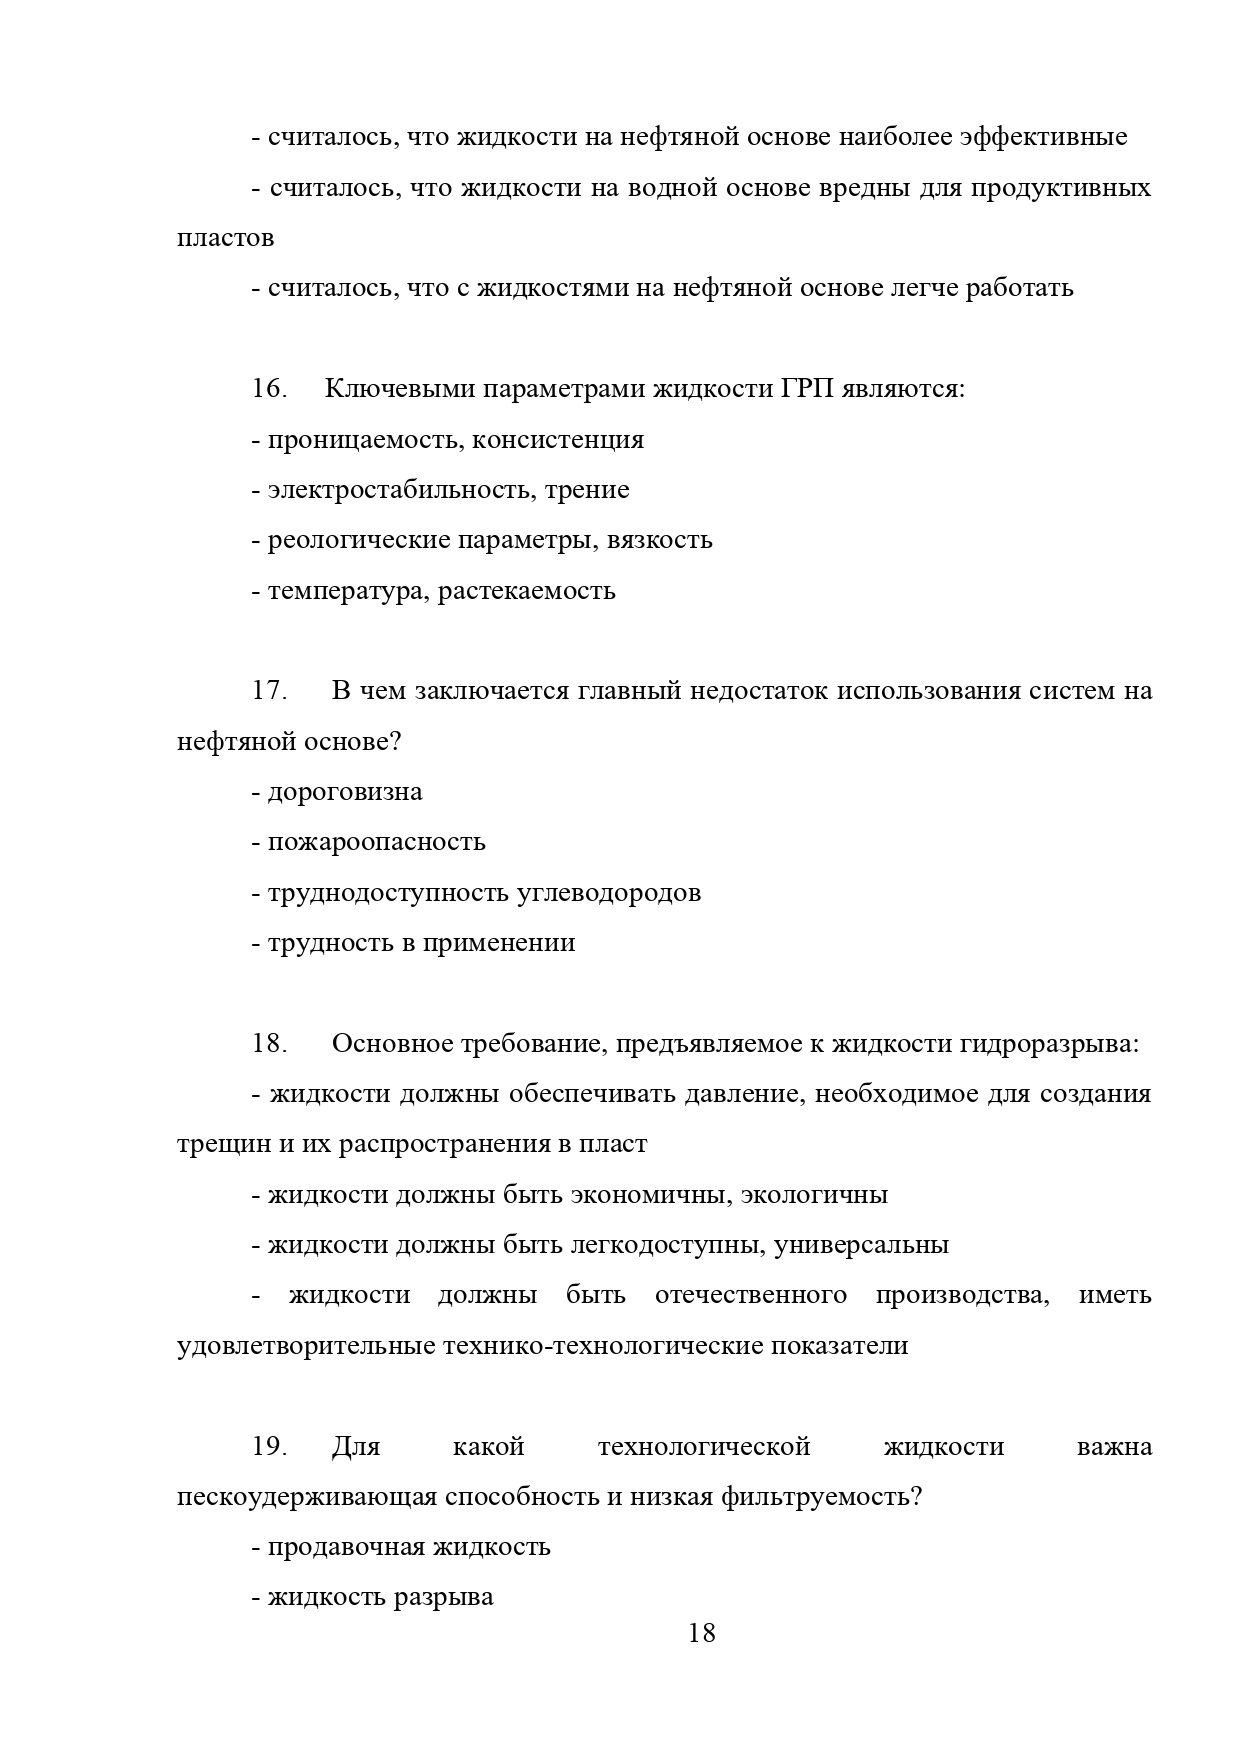 - считалось, что жидкости на нефтяной основе наиболее эффективные
- считалось, что жидкости на водной основе вредны для продуктивных
пластов
- считалось, что с жидкостями на нефтяной основе легче работать
16. Ключевыми параметрами жидкости ГРП являются:
- проницаемость, консистенция
- электростабильность, трение
- реологические параметры, вязкость
- температура, растекаемость
17. В чем заключается главный недостаток использования систем на
нефтяной основе?
- дороговизна
- пожароопасность
- труднодоступность углеводородов
- трудность в применении
18. Основное требование, предъявляемое к жидкости гидроразрыва:
- жидкости должны обеспечивать давление, необходимое для создания
трещин и их распространения в пласт
- жидкости должны быть экономичны, экологичны
- жидкости должны быть легкодоступны, универсальны
- жидкости должны быть отечественного производства, иметь
удовлетворительные технико-технологические показатели
19. Для какой технологической жидкости важна
пескоудерживающая способность и низкая фильтруемость?
- продавочная жидкость
- жидкость разрыва
18